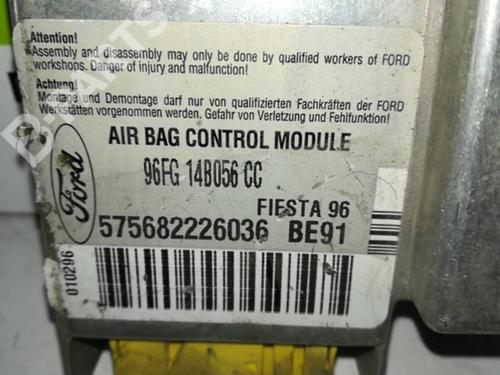 Attention!
Assembly and disassembly may only be done by qualified workers of FORD
workshops. Danger of injury and malfunction!
Achtung!
Montage und Demontage darf nur von qualifizierten Fachkräften der FORD
Werkstätten vorgenommen werden. Gefahr von Verletzung und Fehlfunktion!
AIR BAG CONTROL MODULE
96FG 14B056 CC
Ford
FIESTA 96
575682226036 BE91
010296